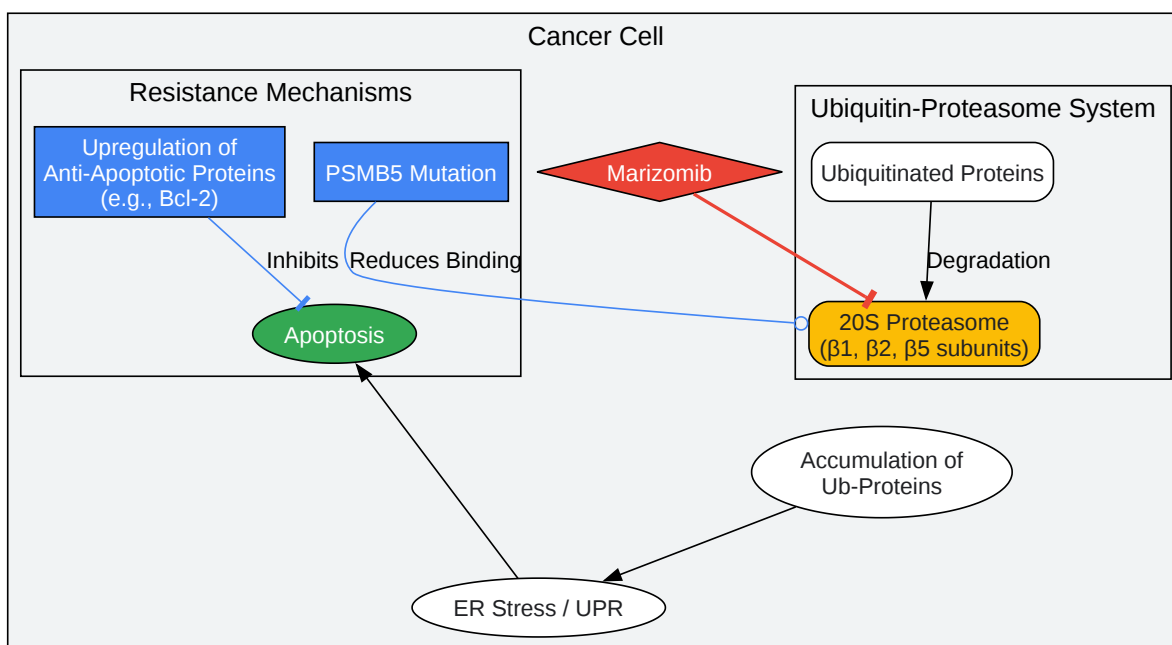 Cancer Cell
Resistance Mechanisms
Upregulation of
Anti-Apoptotic Proteins
(e.g., Bcl-2)
PSMB5 Mutation
Marizomib
Ubiquitin-Proteasome System
Ubiquitinated Proteins
Inhibits
Reduces Binding
Degradation
Apoptosis
20S Proteasome
(β1, β2, β5 subunits)
Accumulation of
Ub-Proteins
ER Stress / UPR